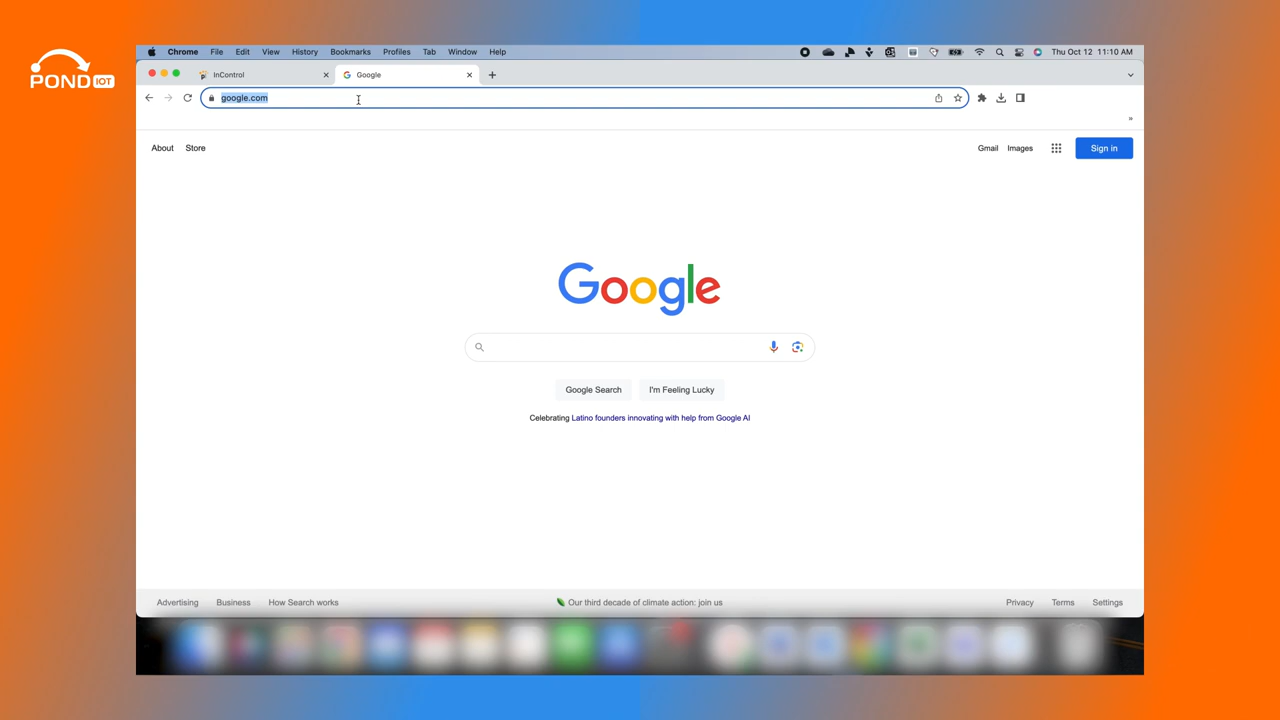 POND IOT
Chrome File Edit View History Bookmarks Profiles Tab Window Help Thu Oct 12 11:10 AM
InControl Google
google.com
»
About Store Gmail Images Sign in
Google
Google Search I'm Feeling Lucky
Celebrating Latino founders innovating with help from Google AI
Advertising Business How Search works Our third decade of climate action: join us Privacy Terms Settings